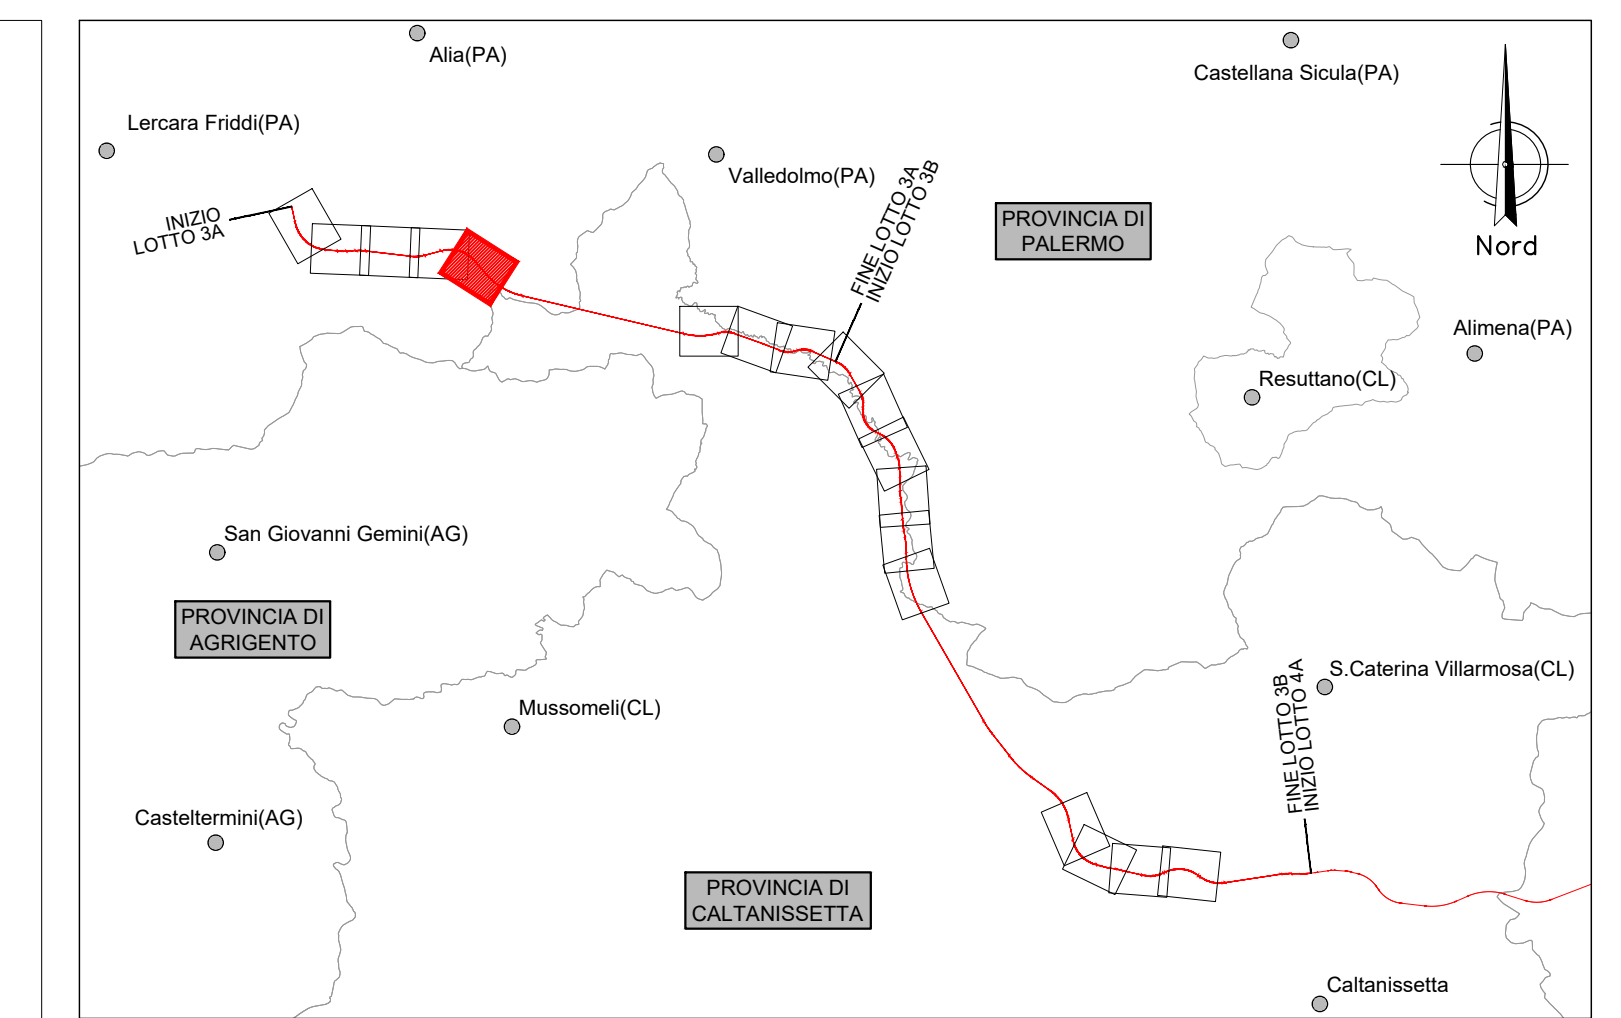 Alia(PA)
Castellana Sicula(PA)
Lercara Friddi(PA)
Valledolmo(PA)
INIZIO
LOTTO 3A
FINE LOTTO 3A
INIZIO LOTTO 3B
PROVINCIA DI
PALERMO
Nord
Alimena(PA)
Resuttano(CL)
San Giovanni Gemini(AG)
PROVINCIA DI
AGRIGENTO
S.Caterina Villarmosa(CL)
Mussomeli(CL)
FINE LOTTO 3B
INIZIO LOTTO 4A
Casteltermini(AG)
PROVINCIA DI
CALTANISSETTA
Caltanissetta